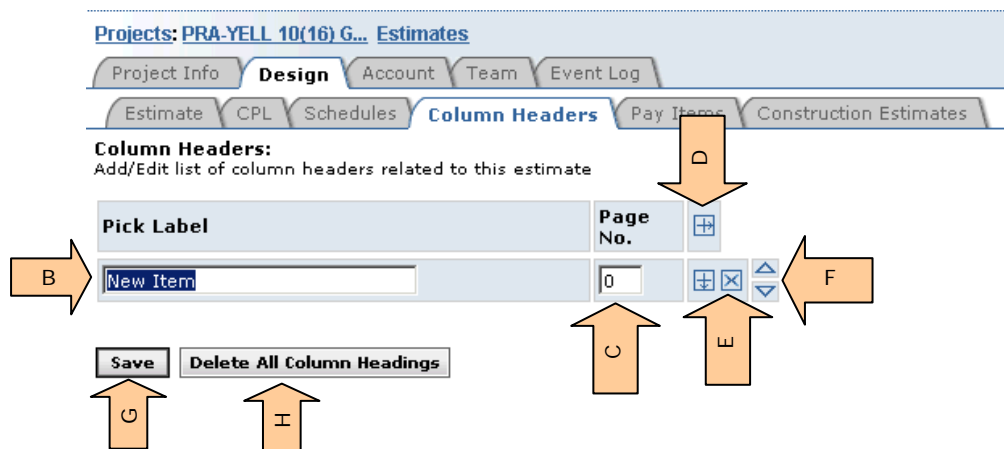 Projects: PRA-YELL 10(16) G... Estimates
Project Info Design Account Team Event Log
Estimate CPL Schedules Column Headers Pay Items Construction Estimates
Column Headers:
Add/Edit list of column headers related to this estimate
D
Pick Label Page No.
B New Item 0 F
C E
Save Delete All Column Headings
G H